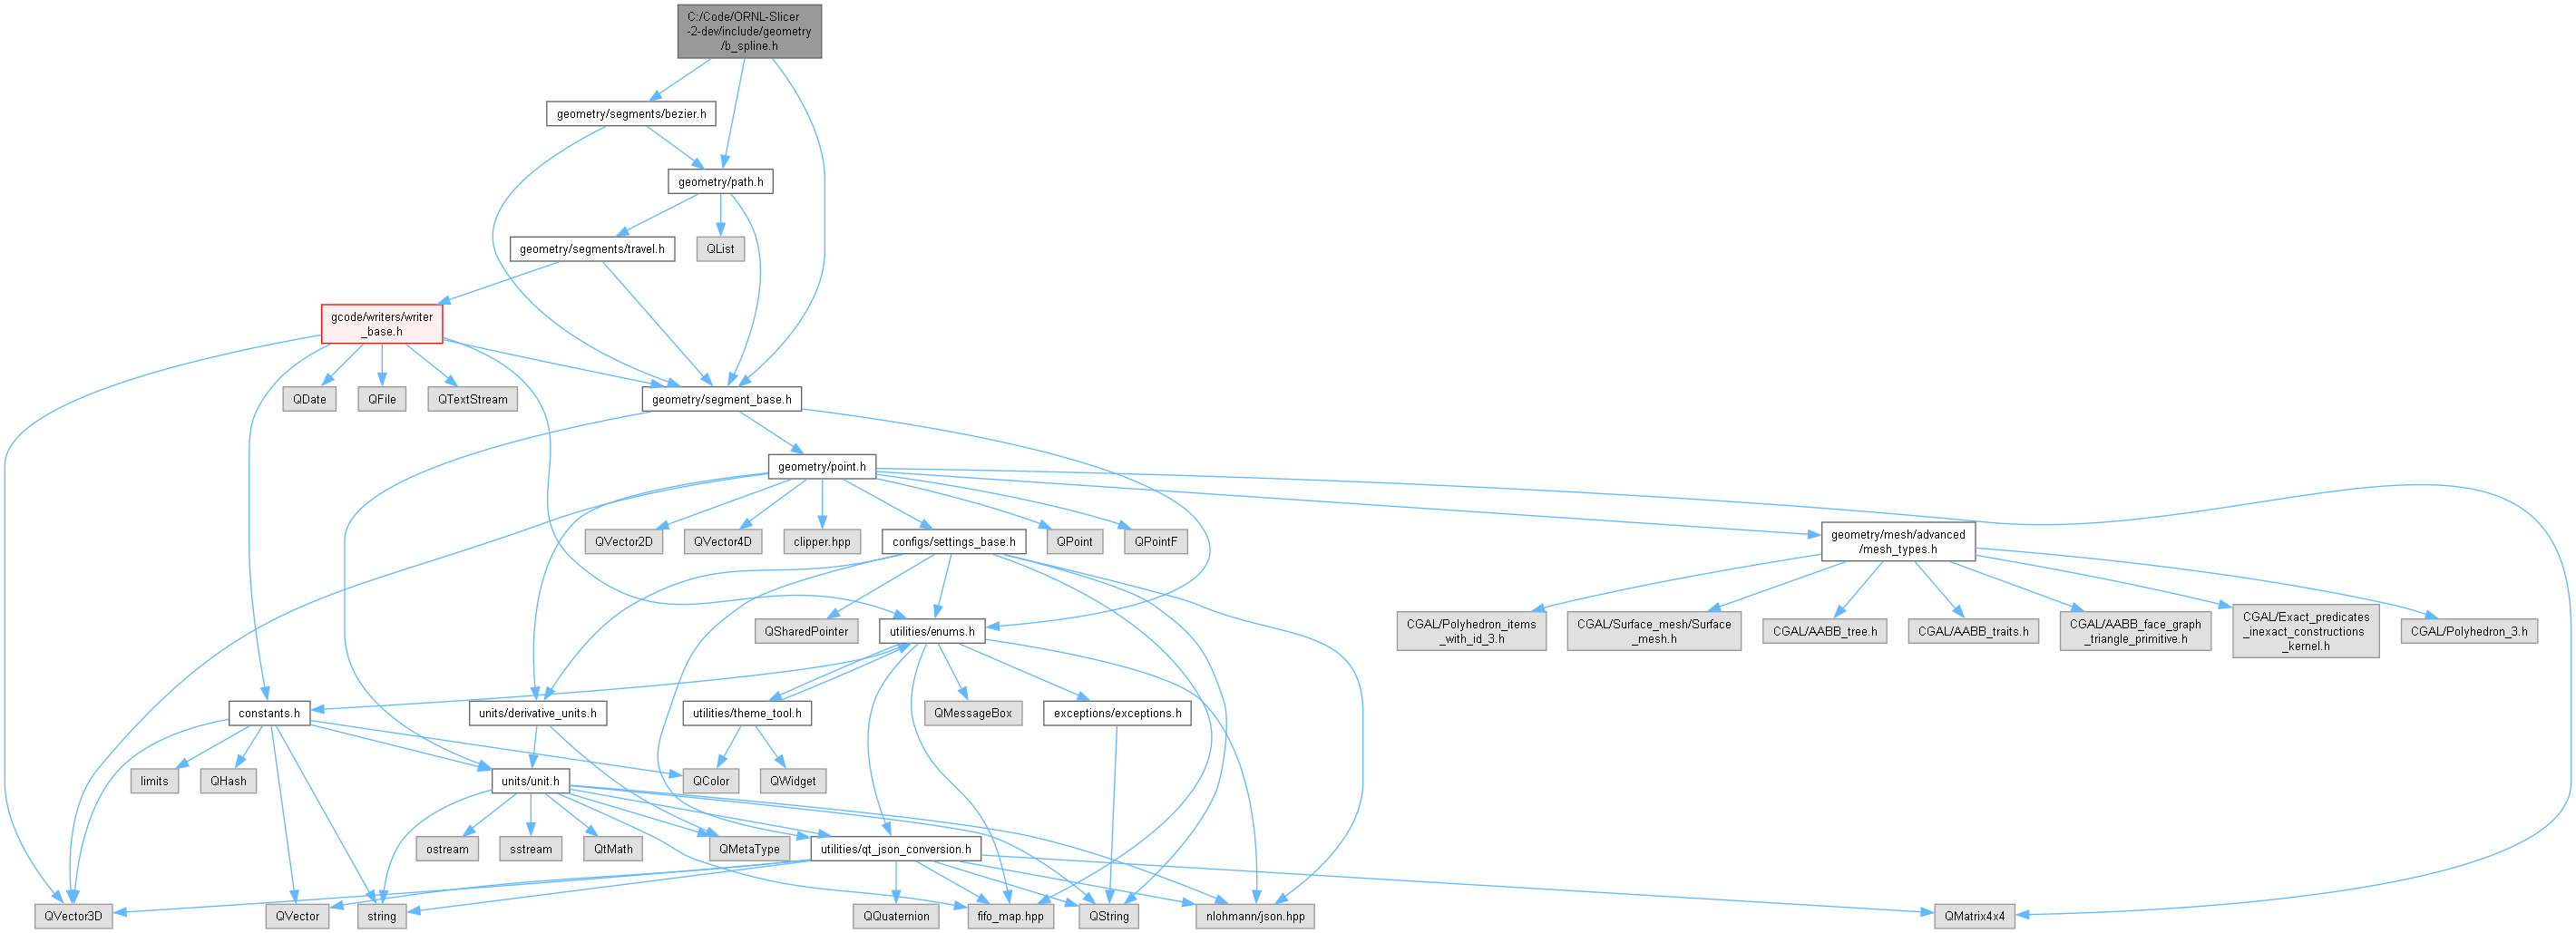 C:/Code/ORNL-Slicer
-2-dev/include/geometry
/b_spline.h
geometry/segments/bezier.h
geometry/path.h
geometry/segments/travel.h
QList
gcode/writers/writer
_base.h
QDate
QFile
QTextStream
geometry/segment_base.h
geometry/point.h
QVector2D
QVector4D
clipper.hpp
configs/settings_base.h
QPoint
QPointF
geometry/mesh/advanced
/mesh_types.h
QSharedPointer
utilities/enums.h
CGAL/Polyhedron_items
_with_id_3.h
CGAL/Surface_mesh/Surface
_mesh.h
CGAL/AABB_tree.h
CGAL/AABB_traits.h
CGAL/AABB_face_graph
_triangle_primitive.h
CGAL/Exact_predicates
_inexact_constructions
_kernel.h
CGAL/Polyhedron_3.h
constants.h
units/derivative_units.h
utilities/theme_tool.h
QMessageBox
exceptions/exceptions.h
limits
QHash
units/unit.h
QColor
QWidget
ostream
sstream
QtMath
QMetaType
utilities/qt_json_conversion.h
QVector3D
QVector
string
QQuaternion
fifo_map.hpp
QString
nlohmann/json.hpp
QMatrix4x4